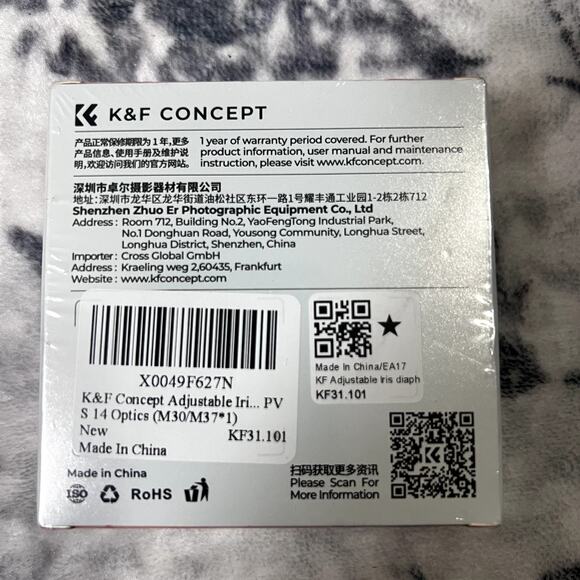 K&F CONCEPT
产品正常保修期限为1年,更多
产品信息、使用手册及维护说
明,欢迎访问我们的官方网站。
1 year of warranty period covered. For further
product information, user manual and maintenance
instruction, please visit www.kfconcept.com.
深圳市卓尔摄影器材有限公司
地址:深圳市龙华区龙华街道油松社区东环一路1号耀丰通工业园1-2栋2栋712
Shenzhen Zhuo Er Photographic Equipment Co., Ltd
Address : Room 712, Building No.2, YaoFengTong Industrial Park,
No.1 Donghuan Road, Yousong Community, Longhua Street,
Longhua District, Shenzhen, China
Importer : Cross Global GmbH
Address : Kraeling weg 2,60435, Frankfurt
Website : www.kfconcept.com
X0049F627N
K&F Concept Adjustable Iri... PV
S 14 Optics (M30/M37*1)
New KF31.101
Made In China
Made In China/EA17
KF Adjustable Iris diaph
KF31.101
Made in China
ISO RoHS
扫码获取更多资讯
Please Scan For
More Information